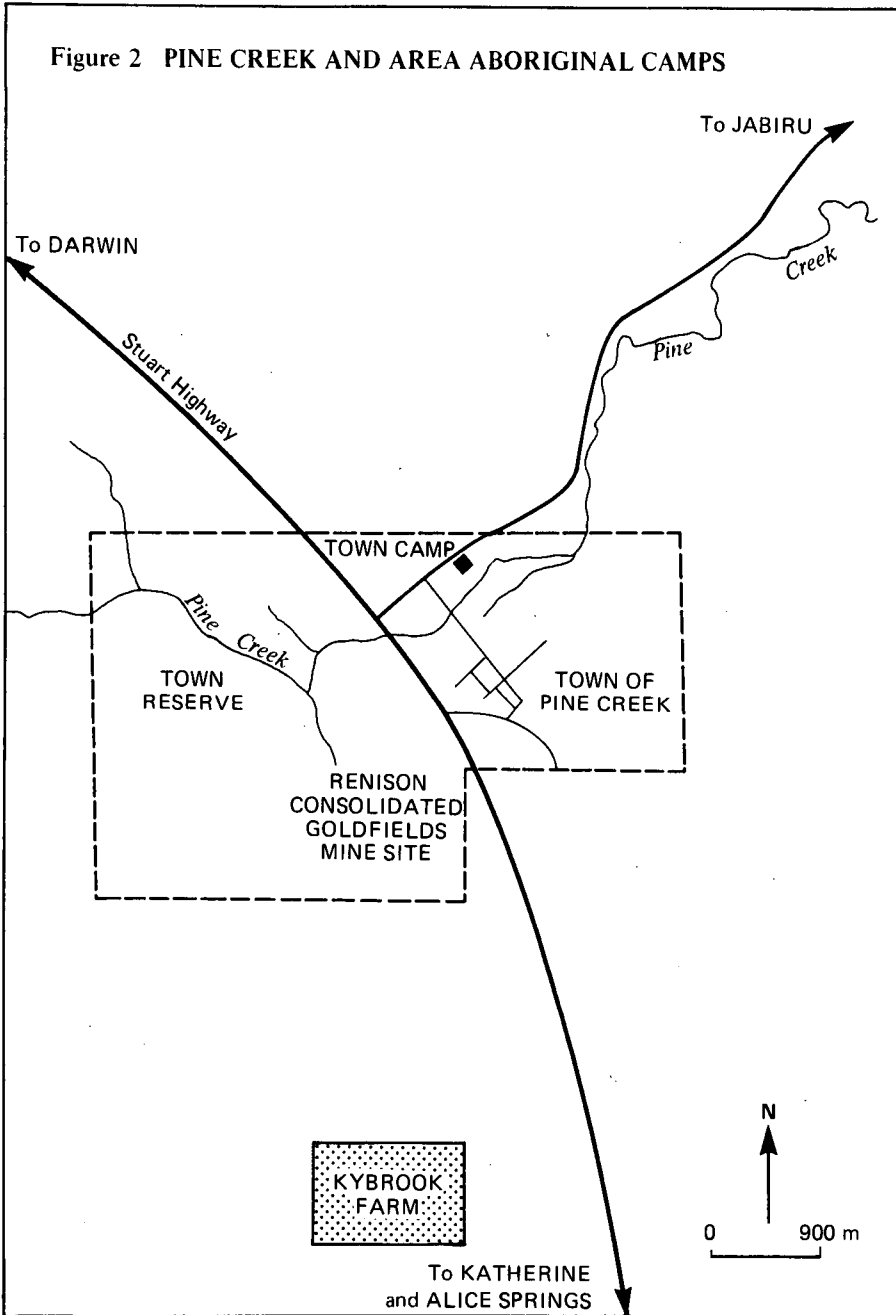 Figure 2 PINE CREEK AND AREA ABORIGINAL CAMPS
To JABIRU
To DARWIN
Creek
Pine
Stuart Highway
TOWN CAMP
Pine
Creek
TOWN
RESERVE
TOWN OF
PINE CREEK
RENISON
CONSOLIDATED
GOLDFIELDS
MINE SITE
KYBROOK
FARM
N
0 900 m
To KATHERINE
and ALICE SPRINGS